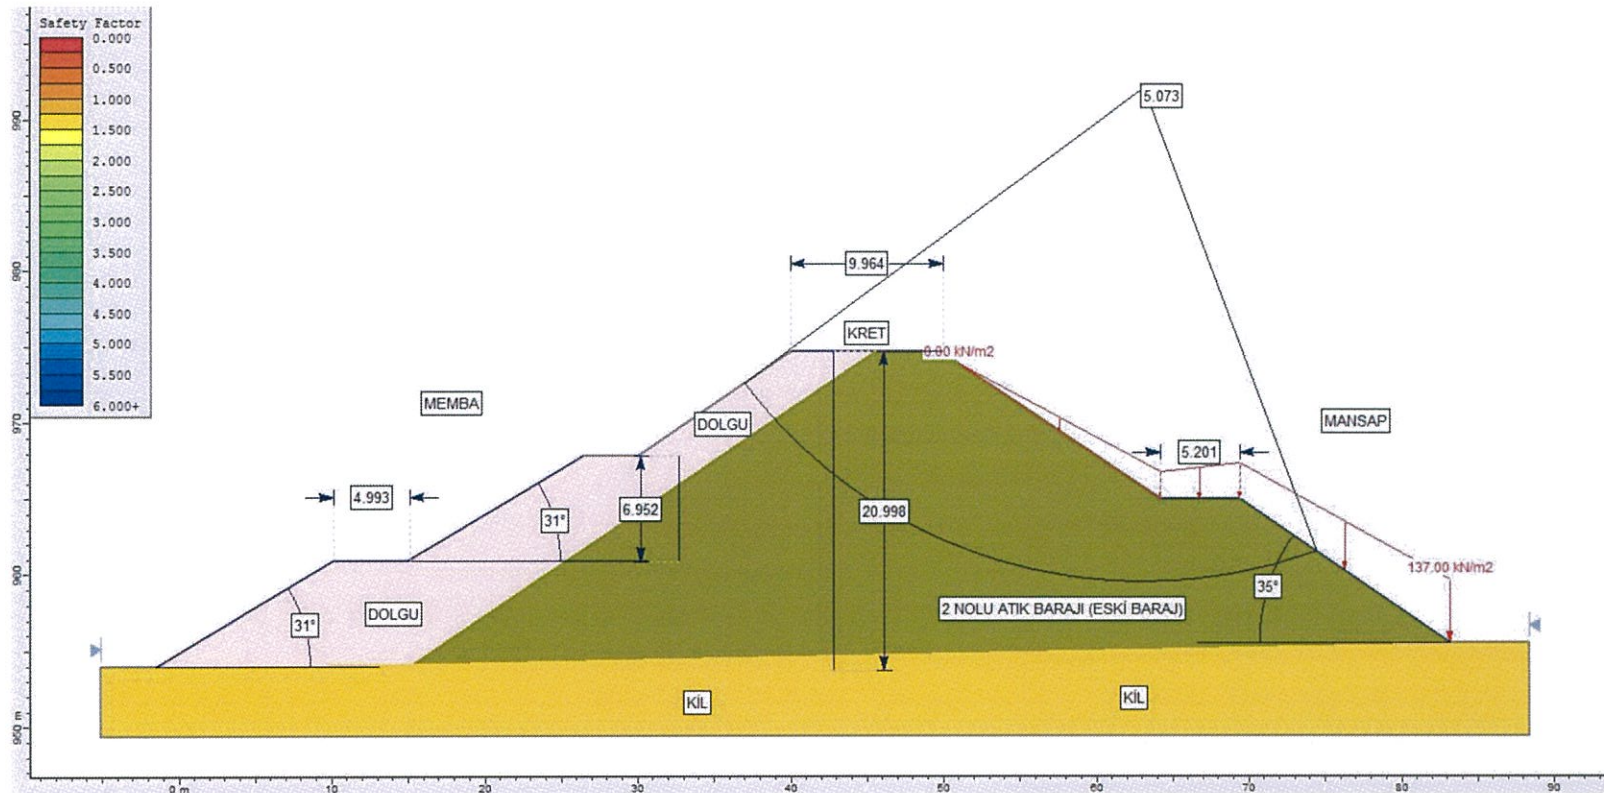 Safety Factor
0.000
0.500
1.000
1.500
2.000
2.500
3.000
3.500
4.000
4.500
5.000
5.500
6.000+
990
980
970
960
950 m
5.073
9.964
KRET
0.00 kN/m2
MEMBA
DOLGU
MANSAP
5.201
4.993
31°
6.952
20.998
137.00 kN/m2
35°
2 NOLU ATIK BARAJI (ESKİ BARAJ)
31°
DOLGU
KİL
KİL
0 m
10
20
30
40
50
60
70
80
90